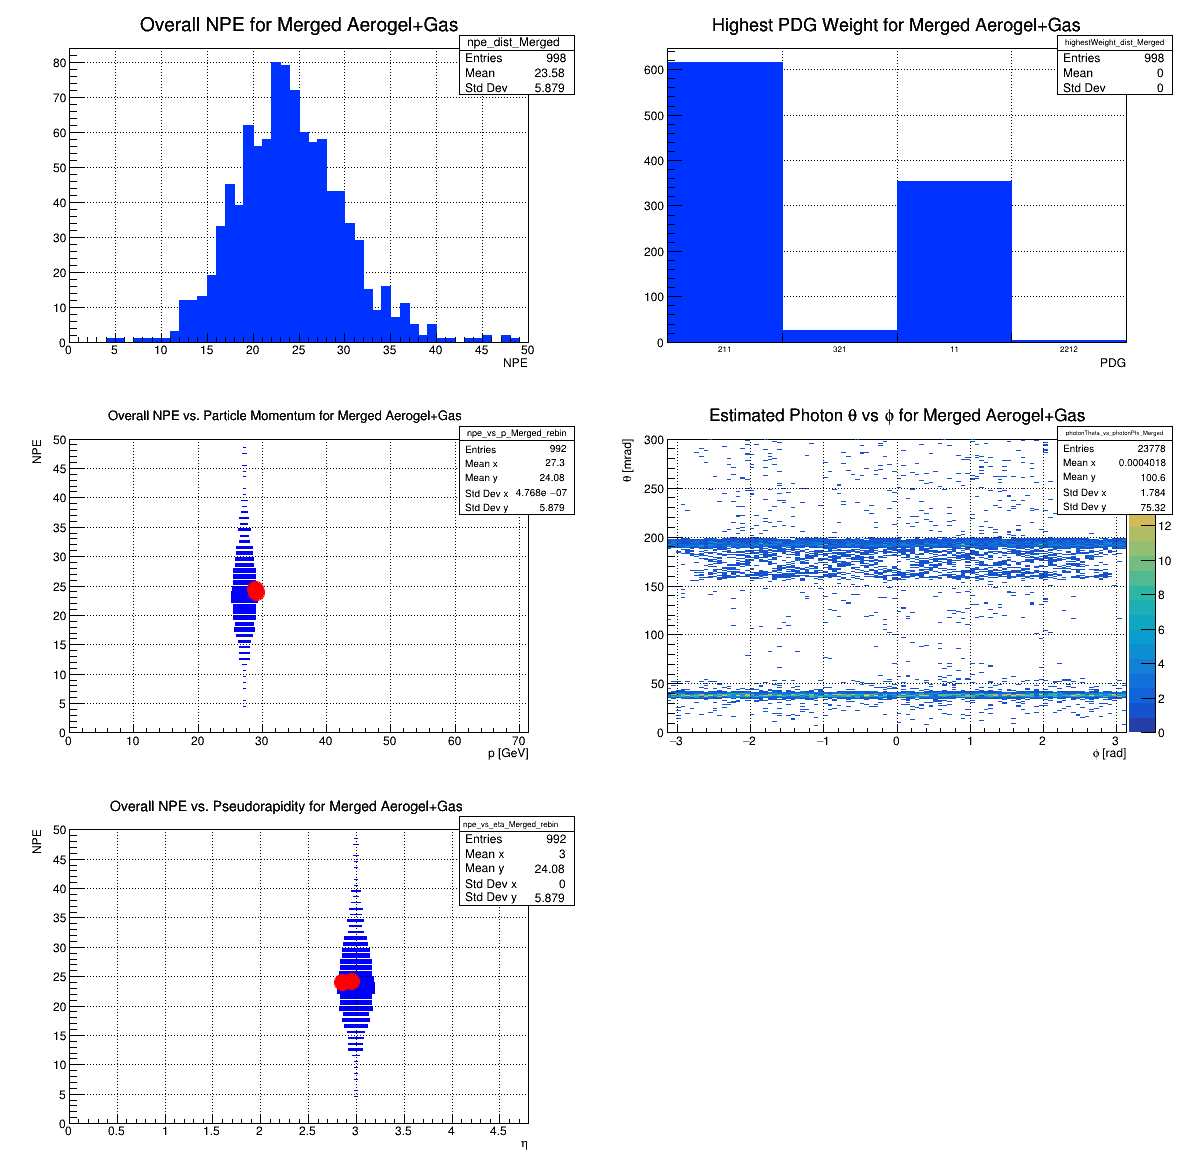 Overall NPE for Merged Aerogel+Gas
npe_dist_Merged
Entries 998
Mean 23.58
Std Dev 5.879
80
70
60
50
40
30
20
10
0
0 5 10 15 20 25 30 35 40 45 50
NPE
Highest PDG Weight for Merged Aerogel+Gas
highestWeight_dist_Merged
Entries 998
Mean 0
Std Dev 0
600
500
400
300
200
100
0
211 321 11 2212
PDG
Overall NPE vs. Particle Momentum for Merged Aerogel+Gas
npe_vs_p_Merged_rebin
Entries 992
Mean x 27.3
Mean y 24.08
Std Dev x 4.768e −07
Std Dev y 5.879
NPE
50
45
40
35
30
25
20
15
10
5
0
0 10 20 30 40 50 60 70
p [GeV]
Estimated Photon θ vs ϕ for Merged Aerogel+Gas
photonTheta_vs_photonPhi_Merged
Entries 23778
Mean x 0.0004018
Mean y 100.6
Std Dev x 1.784
Std Dev y 75.32
θ [mrad]
300
250
200
150
100
50
0
−3 −2 −1 0 1 2 3
ϕ [rad]
12
10
8
6
4
2
0
Overall NPE vs. Pseudorapidity for Merged Aerogel+Gas
npe_vs_eta_Merged_rebin
Entries 992
Mean x 3
Mean y 24.08
Std Dev x 0
Std Dev y 5.879
NPE
50
45
40
35
30
25
20
15
10
5
0
0 0.5 1 1.5 2 2.5 3 3.5 4 4.5
η